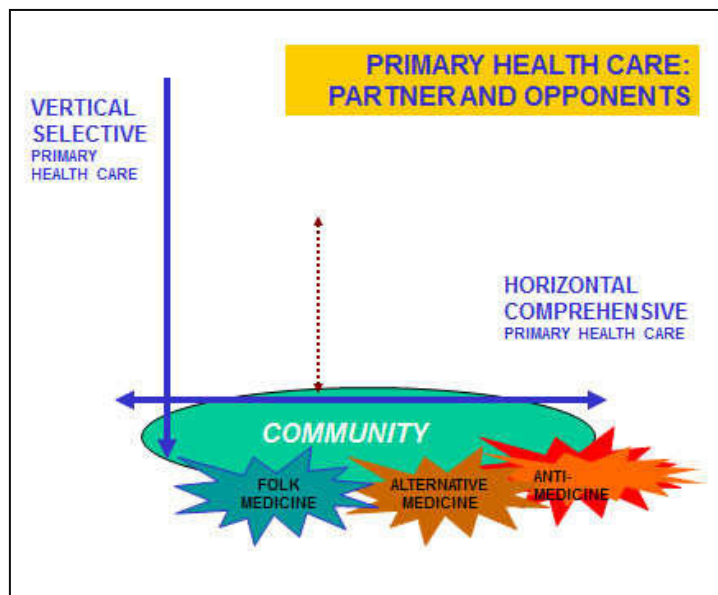 PRIMARY HEALTH CARE:
PARTNER AND OPPONENTS
VERTICAL
SELECTIVE
PRIMARY
HEALTH CARE
HORIZONTAL
COMPREHENSIVE
PRIMARY HEALTH CARE
COMMUNITY
FOLK
MEDICINE
ALTERNATIVE
MEDICINE
ANTI-
MEDICINE